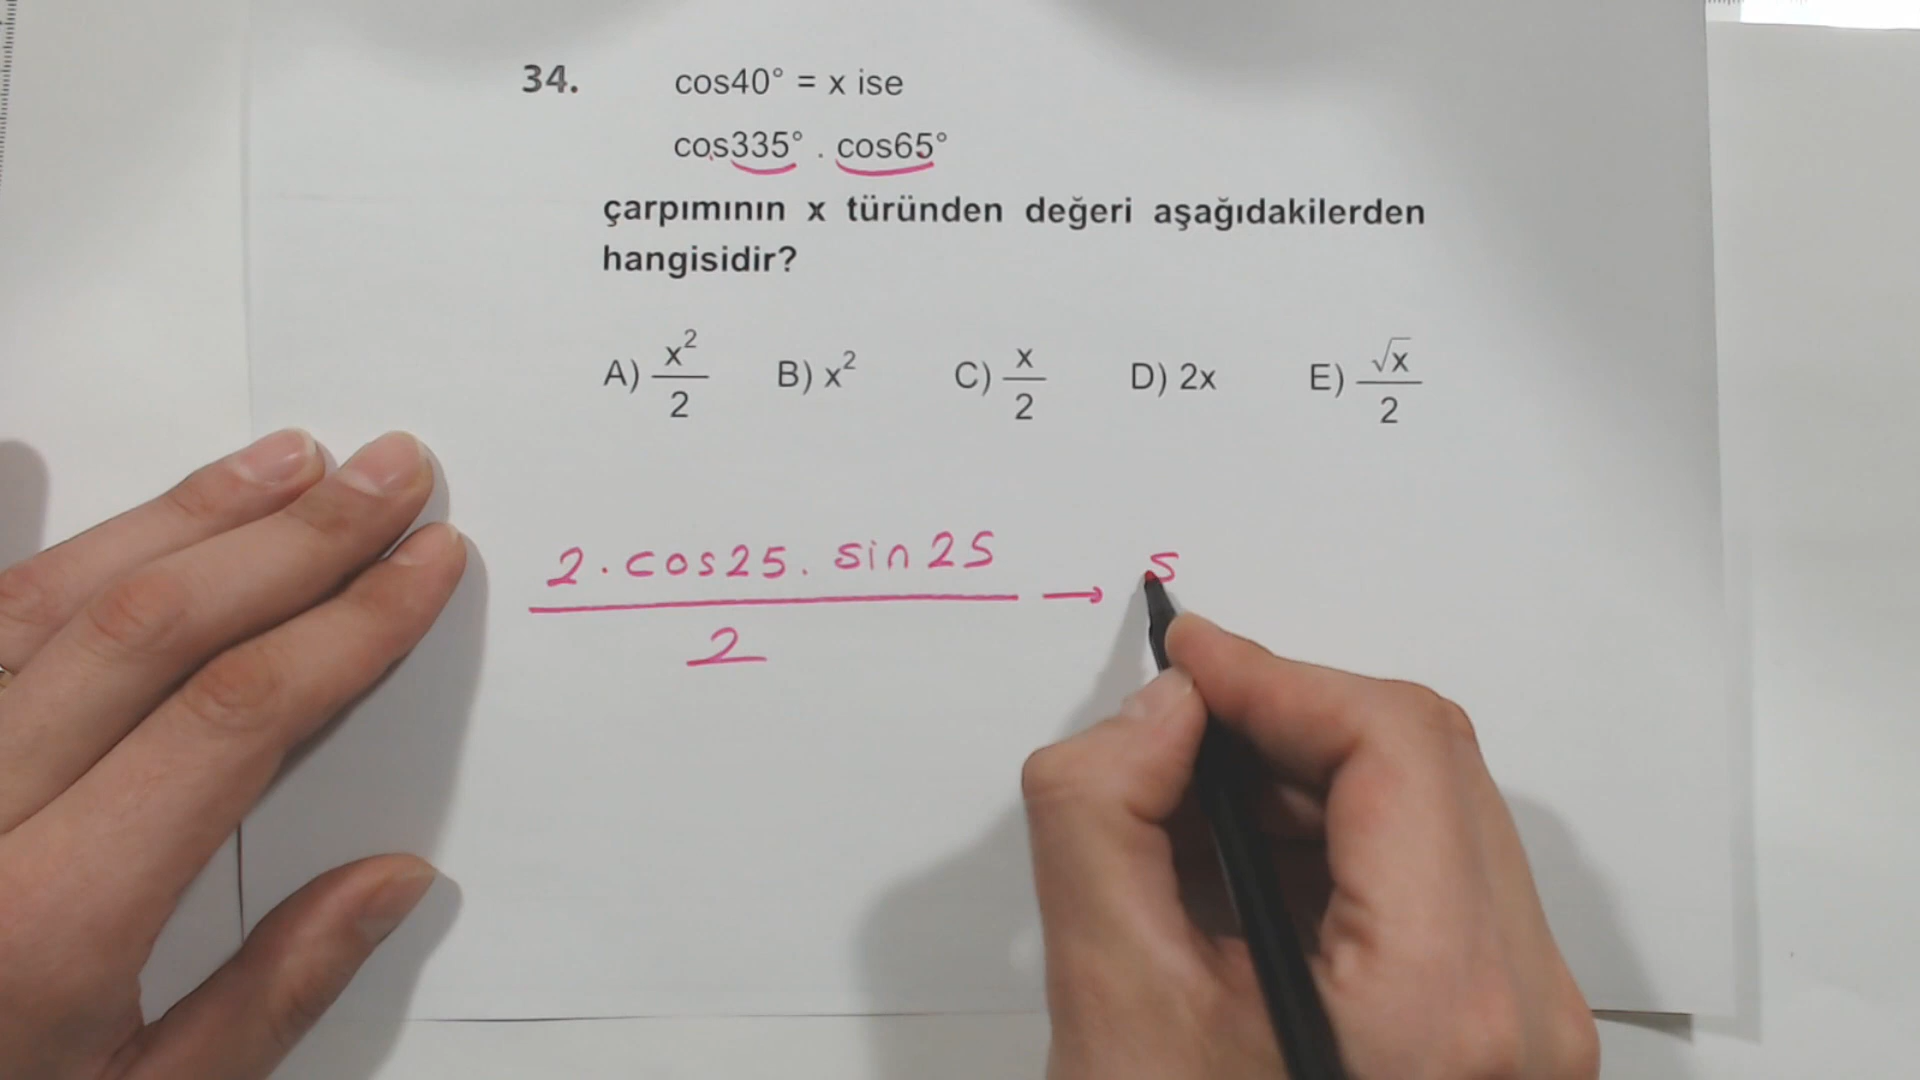 34. cos40° = x ise
cos335° . cos65°
çarpımının x türünden değeri aşağıdakilerden
hangisidir?
A) x²/2 B) x² C) x/2 D) 2x E) √x/2
2 · cos25 . sin25 / 2 → s